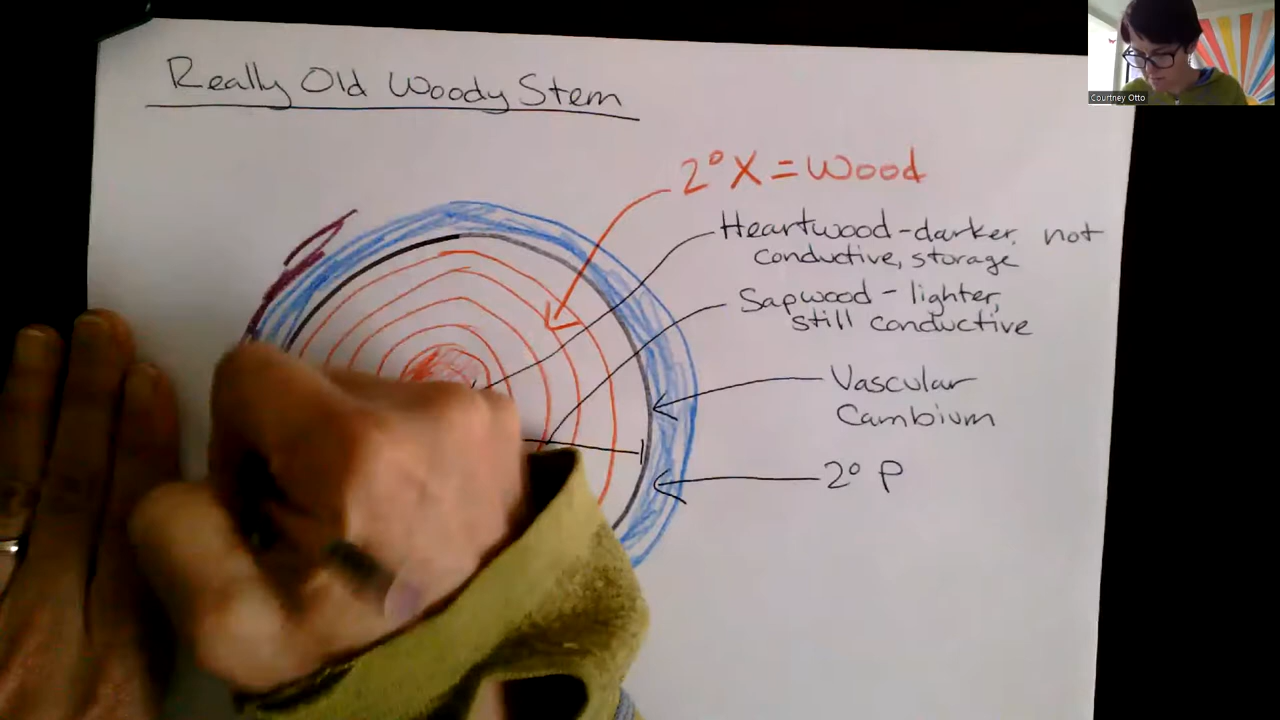 Really Old Woody Stem
Courtney Otto
2° X = Wood
Heartwood - darker, not
conductive, storage
Sapwood - lighter,
still conductive
Vascular
Cambium
2° P